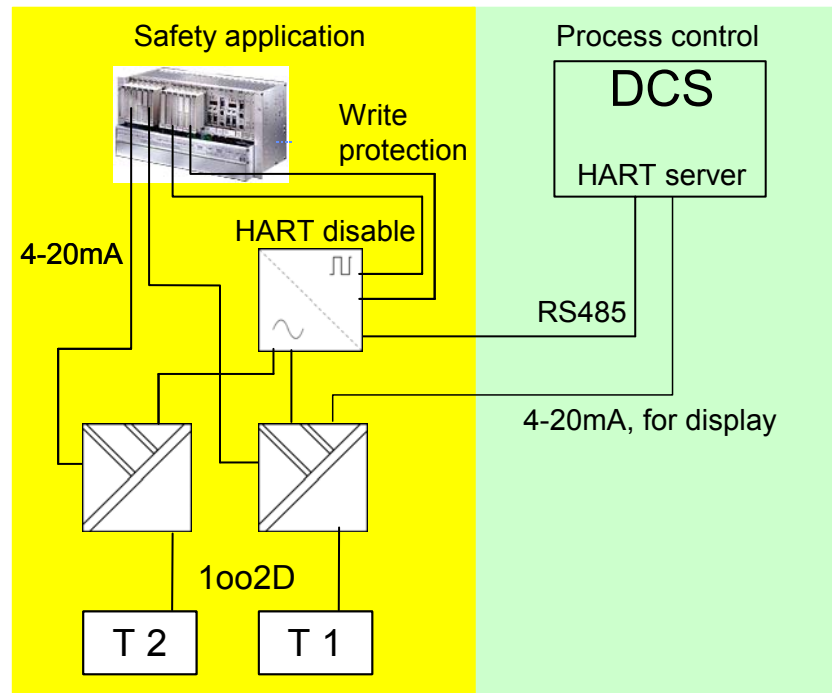 Safety application
Process control
DCS
HART server
Write
protection
HART disable
4-20mA
RS485
4-20mA, for display
1oo2D
T 2
T 1